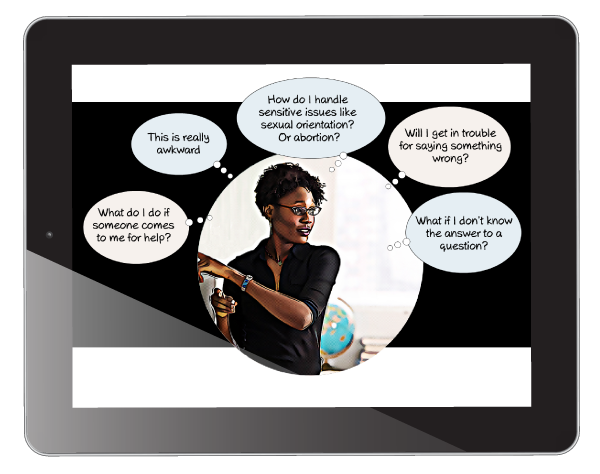 How do I handle
sensitive issues like
sexual orientation?
Or abortion?
This is really
awkward
Will I get in trouble
for saying something
wrong?
What do I do if
someone comes
to me for help?
What if I don't know
the answer to a
question?